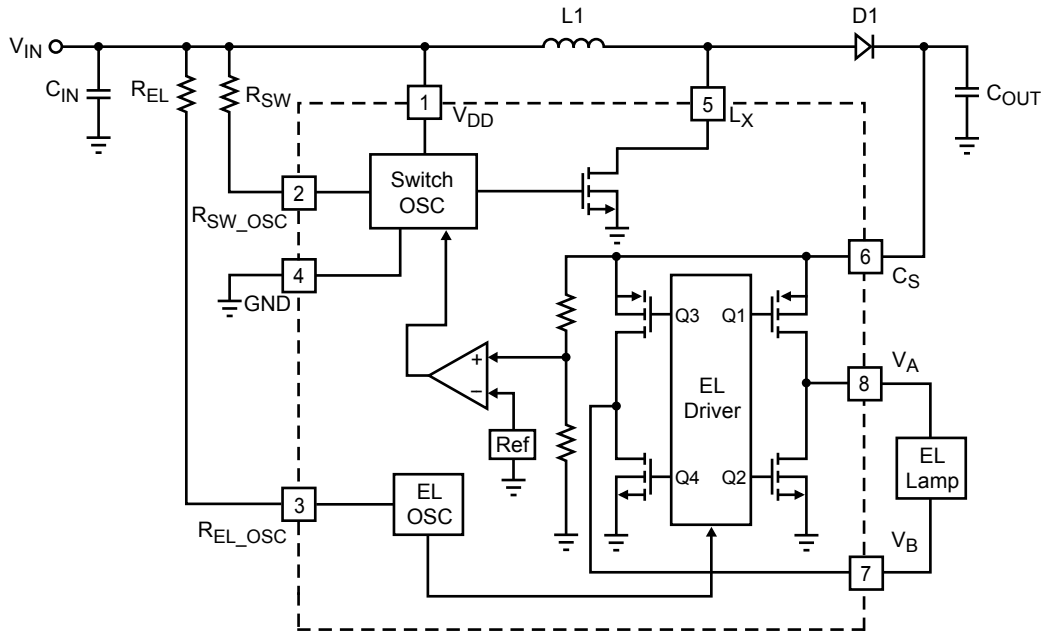 L1
D1
V_IN
C_IN
R_EL
R_SW
C_OUT
1
V_DD
5
L_X
2
R_SW_OSC
Switch
OSC
4
GND
6
C_S
Q3
Q1
+
−
EL
Driver
8
V_A
Ref
EL
Lamp
Q4
Q2
3
R_EL_OSC
EL
OSC
V_B
7